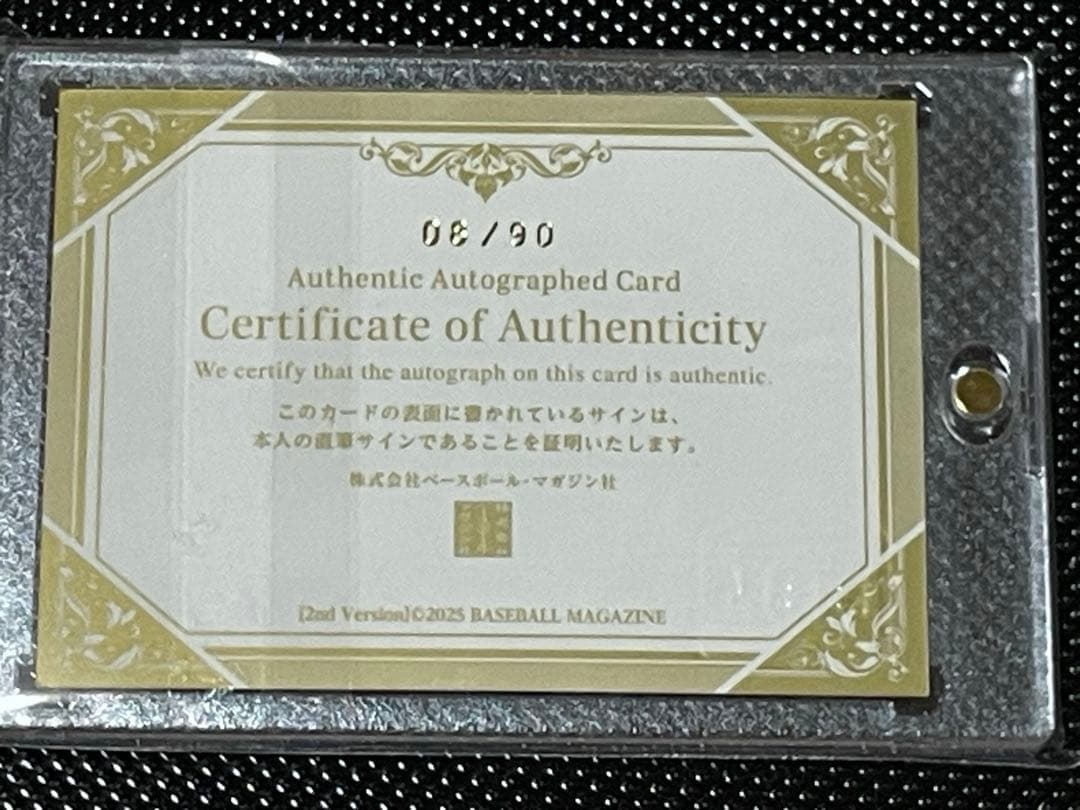 08/90
Authentic Autographed Card
Certificate of Authenticity
We certify that the autograph on this card is authentic.
このカードの表面に書かれているサインは、
本人の直筆サインであることを証明いたします。
株式会社ベースボール・マガジン社
[2nd Version]©2025 BASEBALL MAGAZINE